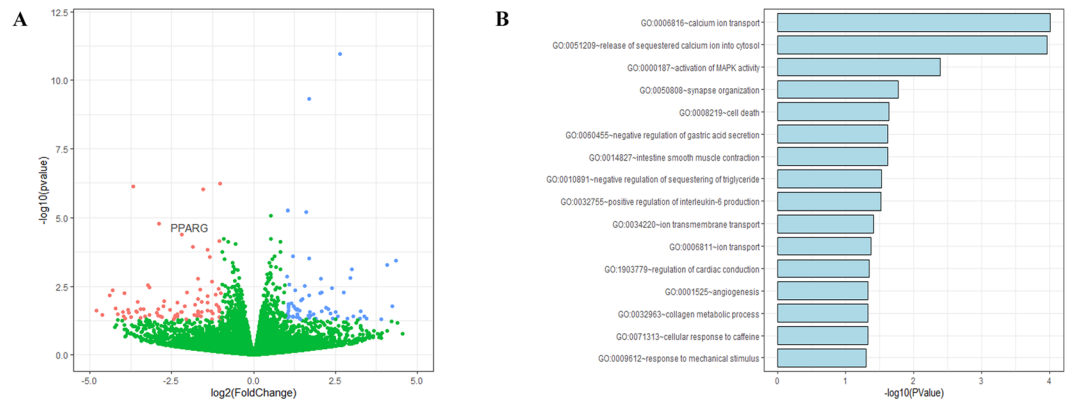 A
12.5
10.0
7.5
5.0
2.5
0.0
-log10(pvalue)
PPARG
-5.0 -2.5 0.0 2.5 5.0
log2(FoldChange)
B
GO:0006816~calcium ion transport
GO:0051209~release of sequestered calcium ion into cytosol
GO:0000187~activation of MAPK activity
GO:0050808~synapse organization
GO:0008219~cell death
GO:0060455~negative regulation of gastric acid secretion
GO:0014827~intestine smooth muscle contraction
GO:0010891~negative regulation of sequestering of triglyceride
GO:0032755~positive regulation of interleukin-6 production
GO:0034220~ion transmembrane transport
GO:0006811~ion transport
GO:1903779~regulation of cardiac conduction
GO:0001525~angiogenesis
GO:0032963~collagen metabolic process
GO:0071313~cellular response to caffeine
GO:0009612~response to mechanical stimulus
0 1 2 3 4
-log10(PValue)